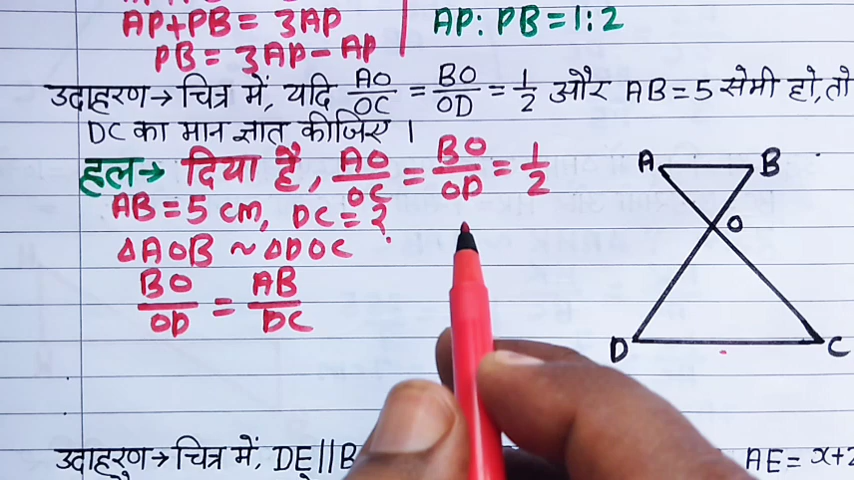 AP+PB = 3AP
PB = 3AP - AP
AP : PB = 1:2
उदाहरण → चित्र में, यदि AO/OC = BO/OD = 1/2 और AB = 5 सेमी हो, तो
DC का मान ज्ञात कीजिए ।
हल → दिया है, AO/OC = BO/OD = 1/2
AB = 5 cm, DC = ?
ΔAOB ~ ΔDOC
BO/OD = AB/DC
A B
O
D C
उदाहरण → चित्र में, DE||B
AE = x+2